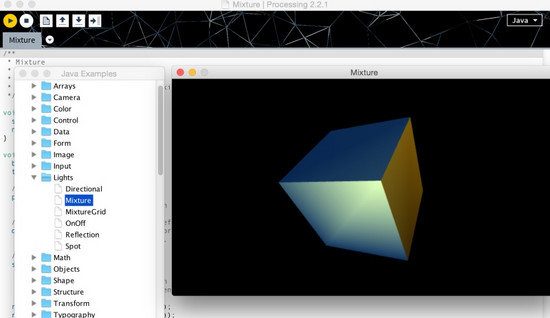 Mixture | Processing 2.2.1
Java
Mixture
/**
* Mixture
Java Examples
Mixture
Arrays
Camera
Color
Control
Data
Form
Image
Input
Lights
Directional
Mixture
MixtureGrid
OnOff
Reflection
Spot
Math
Objects
Shape
Structure
Transform
Typography